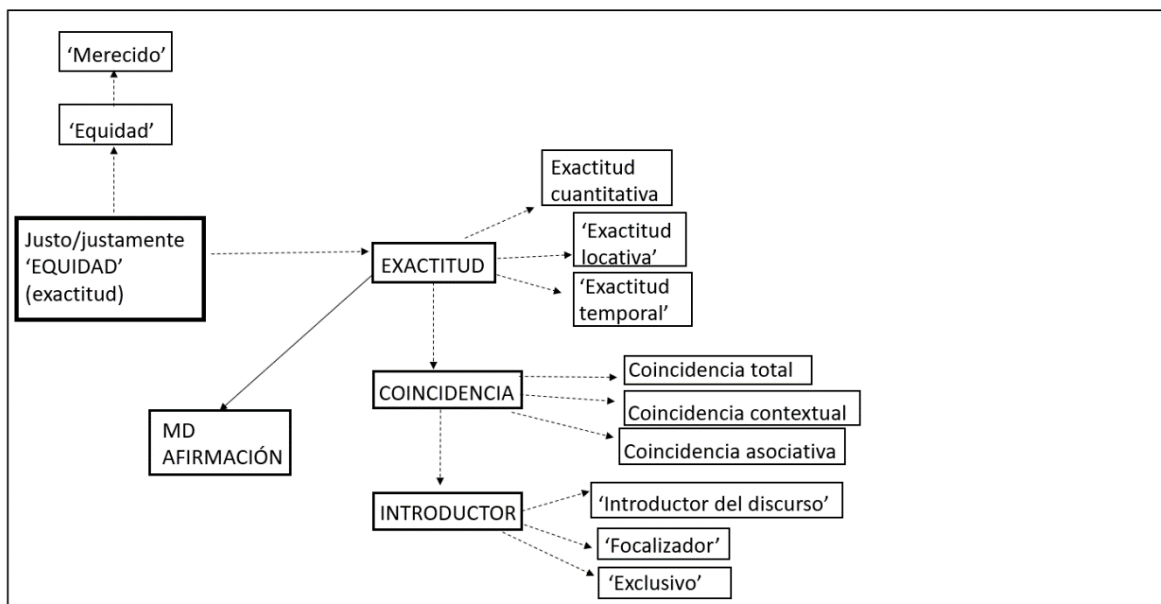 ‘Merecido’
‘Equidad’
Justo/justamente
‘EQUIDAD’
(exactitud)
EXACTITUD
Exactitud
cuantitativa
‘Exactitud
locativa’
‘Exactitud
temporal’
COINCIDENCIA
Coincidencia total
Coincidencia contextual
Coincidencia asociativa
MD
AFIRMACIÓN
INTRODUCTOR
‘Introductor del discurso’
‘Focalizador’
‘Exclusivo’